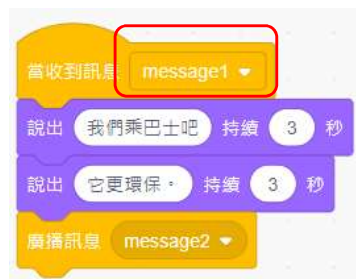 當收到訊息 message1
說出 我們乘巴士吧 持續 3 秒
說出 它更環保。 持續 3 秒
廣播訊息 message2